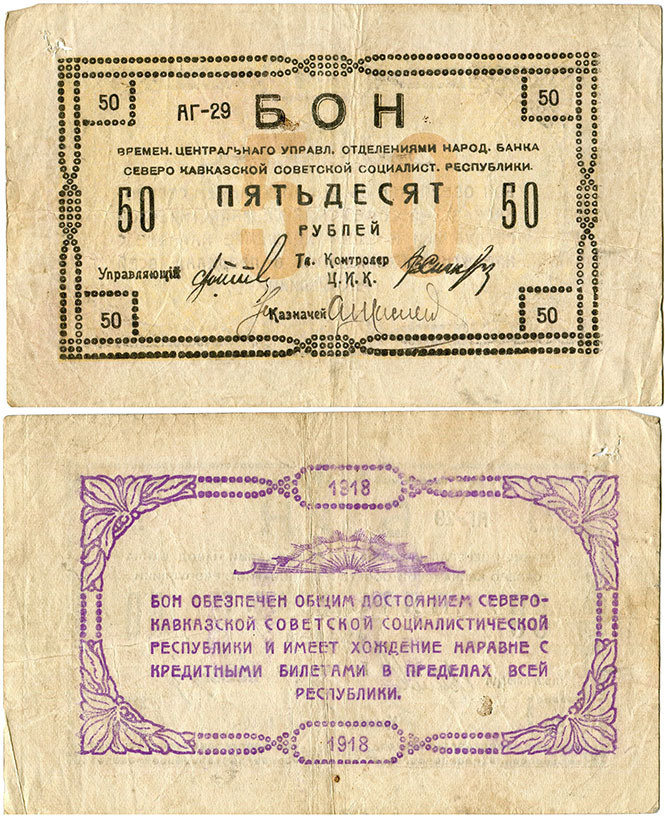 50
АГ-29
БОН
50
ВРЕМЕН. ЦЕНТРАЛЬНАГО УПРАВЛ. ОТДЕЛЕНИЯМИ НАРОД. БАНКА
СЕВЕРО КАВКАЗСКОЙ СОВЕТСКОЙ СОЦИАЛИСТ. РЕСПУБЛИКИ.
50
ПЯТЬДЕСЯТ
РУБЛЕЙ
50
Управляющій
Гв. Контролер
Ц.И.К.
Казначей
50
50
1918
БОН ОБЕЗПЕЧЕН ОБЩИМ ДОСТОЯНИЕМ СЕВЕРО-
КАВКАЗСКОЙ СОВЕТСКОЙ СОЦИАЛИСТИЧЕСКОЙ
РЕСПУБЛИКИ И ИМЕЕТ ХОЖДЕНИЕ НАРАВНЕ С
КРЕДИТНЫМИ БИЛЕТАМИ В ПРЕДЕЛАХ ВСЕЙ
РЕСПУБЛИКИ.
1918